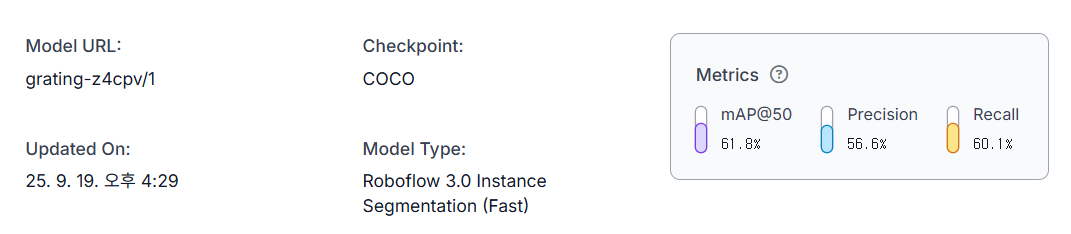 Model URL:
grating-z4cpv/1
Checkpoint:
COCO
Updated On:
25. 9. 19. 오후 4:29
Model Type:
Roboflow 3.0 Instance
Segmentation (Fast)
Metrics ?
mAP@50
61.8%
Precision
56.6%
Recall
60.1%